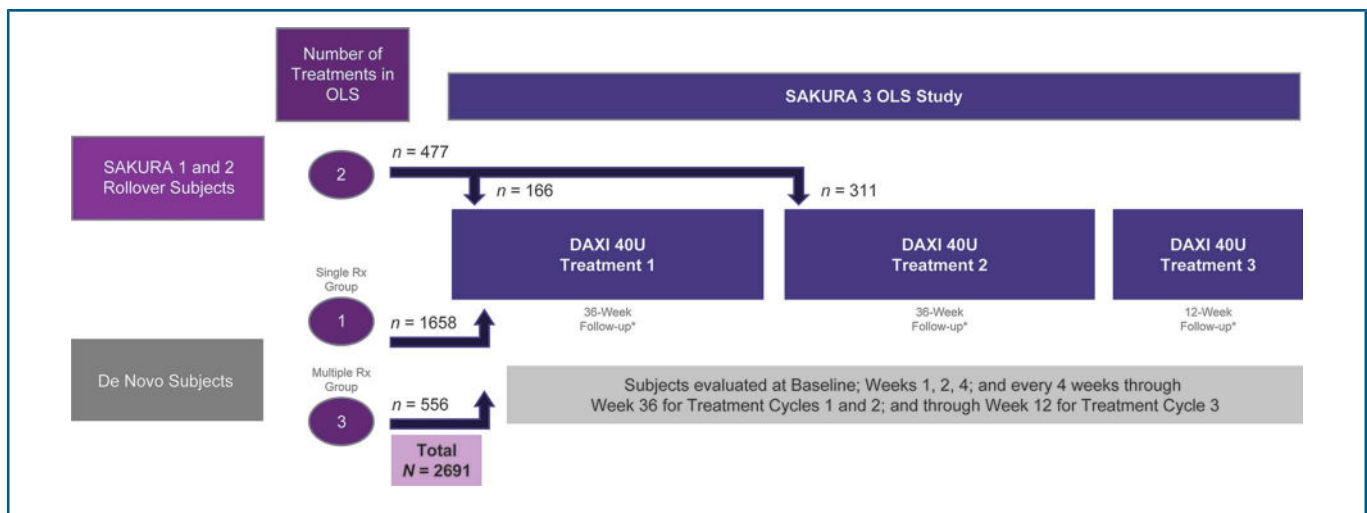 Number of
Treatments in
OLS
SAKURA 3 OLS Study
SAKURA 1 and 2
Rollover Subjects
2
n = 477
n = 166
n = 311
DAXI 40U
Treatment 1
DAXI 40U
Treatment 2
DAXI 40U
Treatment 3
36-Week
Follow-up*
36-Week
Follow-up*
12-Week
Follow-up*
Single Rx
Group
1
n = 1658
De Novo Subjects
Multiple Rx
Group
3
n = 556
Total
N = 2691
Subjects evaluated at Baseline; Weeks 1, 2, 4; and every 4 weeks through
Week 36 for Treatment Cycles 1 and 2; and through Week 12 for Treatment Cycle 3